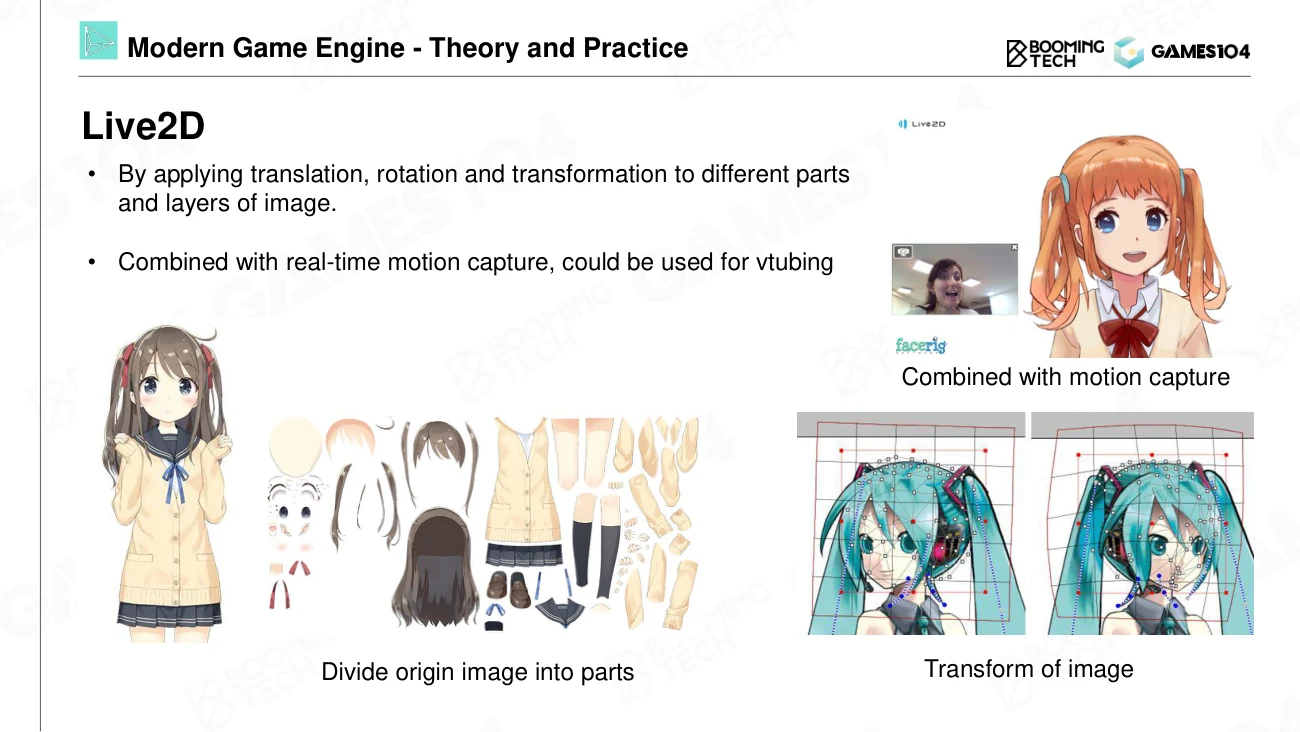 Modern Game Engine - Theory and Practice
BOOMING
TECH
GAMES104
Live2D
• By applying translation, rotation and transformation to different parts
and layers of image.
• Combined with real-time motion capture, could be used for vtubing
Live2D
facerig
Combined with motion capture
Divide origin image into parts
Transform of image